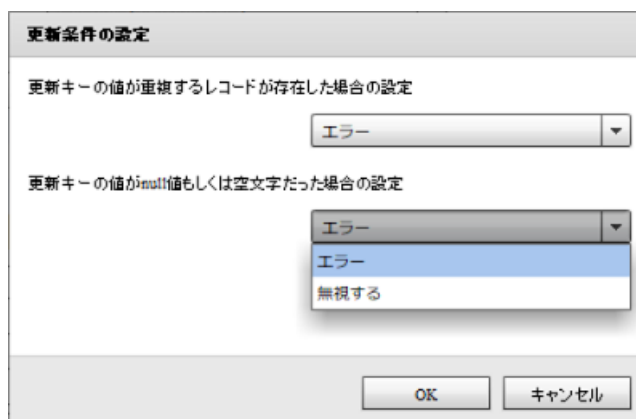 更新条件の設定
更新キーの値が重複するレコードが存在した場合の設定
エラー
更新キーの値がnull値もしくは空文字だった場合の設定
エラー
エラー
無視する
OK キャンセル